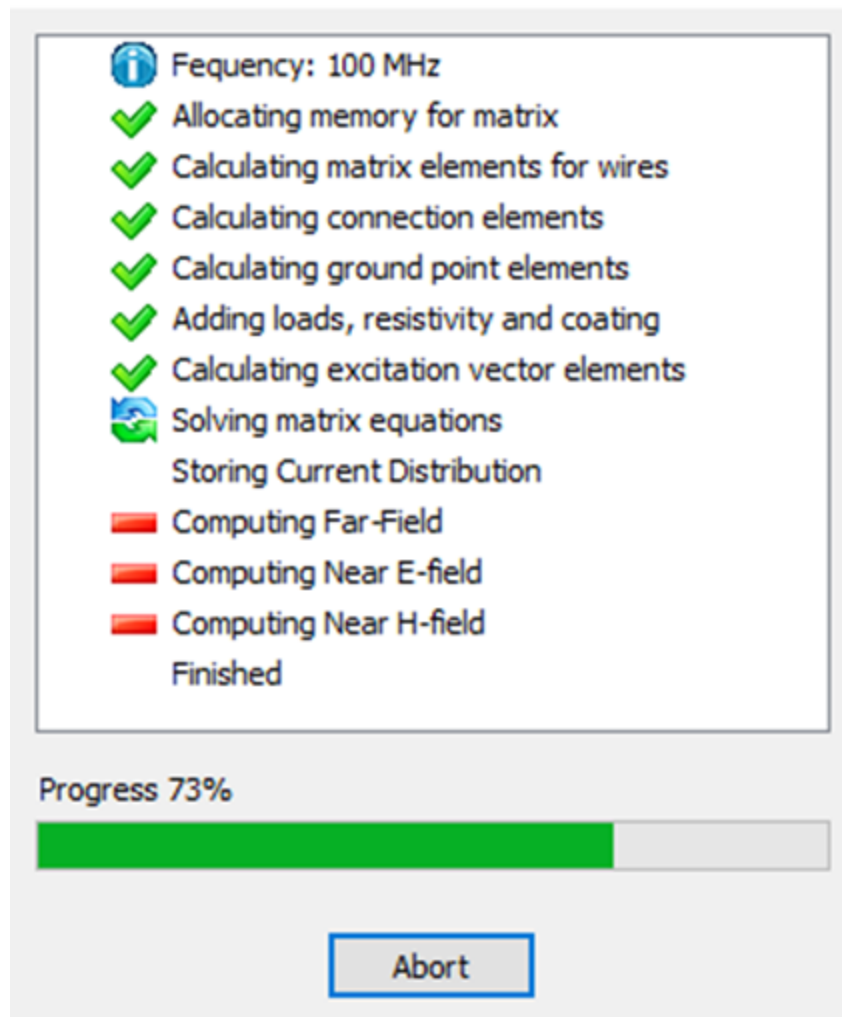 Fequency: 100 MHz
Allocating memory for matrix
Calculating matrix elements for wires
Calculating connection elements
Calculating ground point elements
Adding loads, resistivity and coating
Calculating excitation vector elements
Solving matrix equations
Storing Current Distribution
Computing Far-Field
Computing Near E-field
Computing Near H-field
Finished
Progress 73%
Abort